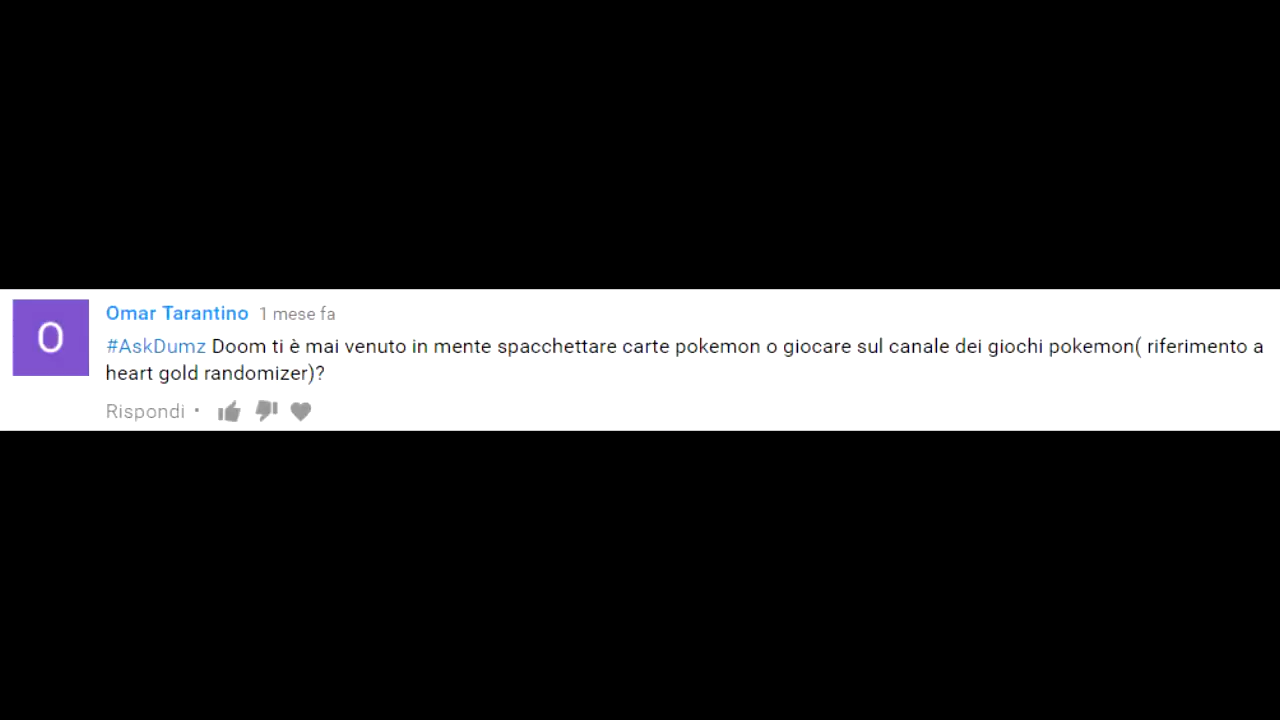 O
Omar Tarantino 1 mese fa
#AskDumz Doom ti è mai venuto in mente spacchettare carte pokemon o giocare sul canale dei giochi pokemon( riferimento a
heart gold randomizer)?
Rispondi •